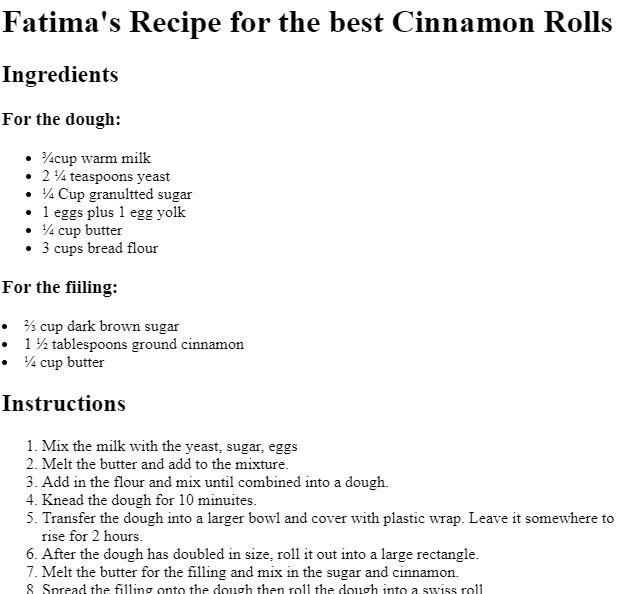 Fatima's Recipe for the best Cinnamon Rolls
Ingredients
For the dough:
• ¾cup warm milk
• 2 ¼ teaspoons yeast
• ¼ Cup granultted sugar
• 1 eggs plus 1 egg yolk
• ¼ cup butter
• 3 cups bread flour
For the fiiling:
• ⅔ cup dark brown sugar
• 1 ½ tablespoons ground cinnamon
• ¼ cup butter
Instructions
1. Mix the milk with the yeast, sugar, eggs
2. Melt the butter and add to the mixture.
3. Add in the flour and mix until combined into a dough.
4. Knead the dough for 10 minuites.
5. Transfer the dough into a larger bowl and cover with plastic wrap. Leave it somewhere to
rise for 2 hours.
6. After the dough has doubled in size, roll it out into a large rectangle.
7. Melt the butter for the filling and mix in the sugar and cinnamon.
8. Spread the filling onto the dough then roll the dough into a swiss roll